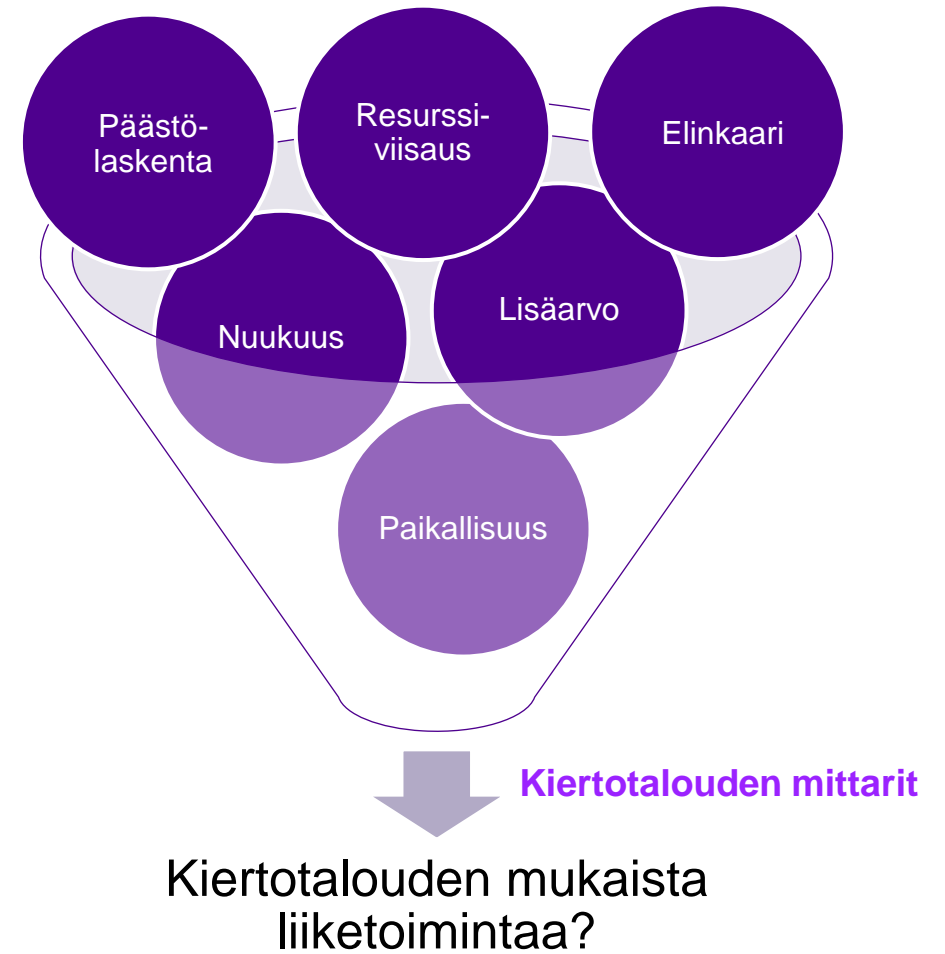 Päästö-
laskenta
Resurssi-
viisaus
Elinkaari
Nuukuus
Lisäarvo
Paikallisuus
Kiertotalouden mittarit
Kiertotalouden mukaista
liiketoimintaa?